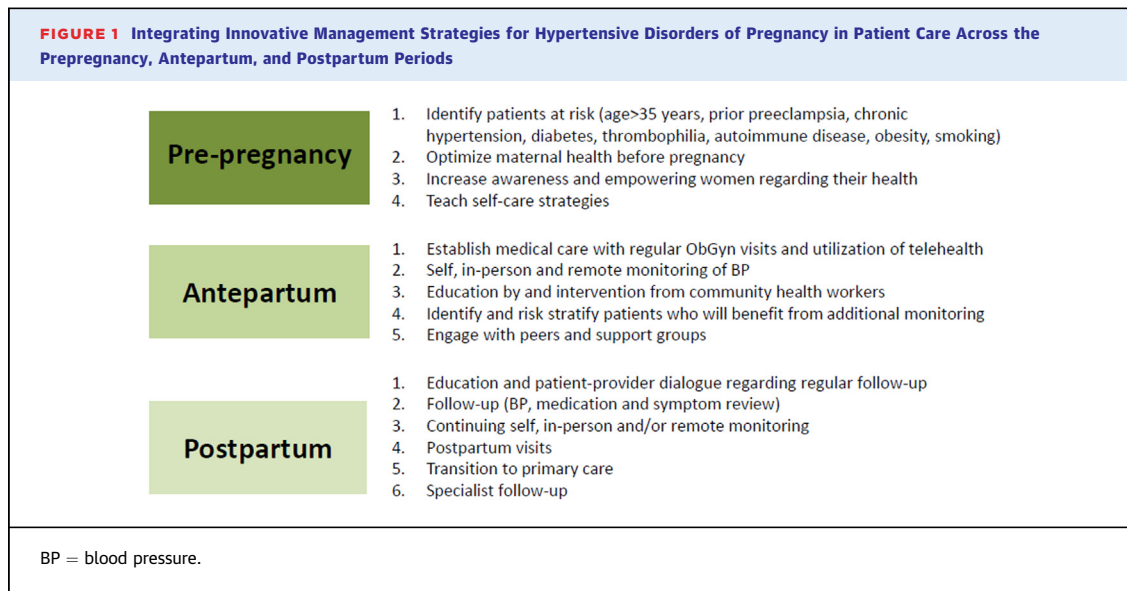 FIGURE 1 Integrating Innovative Management Strategies for Hypertensive Disorders of Pregnancy in Patient Care Across the
Prepregnancy, Antepartum, and Postpartum Periods
Pre-pregnancy
1. Identify patients at risk (age>35 years, prior preeclampsia, chronic
hypertension, diabetes, thrombophilia, autoimmune disease, obesity, smoking)
2. Optimize maternal health before pregnancy
3. Increase awareness and empowering women regarding their health
4. Teach self-care strategies
Antepartum
1. Establish medical care with regular ObGyn visits and utilization of telehealth
2. Self, in-person and remote monitoring of BP
3. Education by and intervention from community health workers
4. Identify and risk stratify patients who will benefit from additional monitoring
5. Engage with peers and support groups
Postpartum
1. Education and patient-provider dialogue regarding regular follow-up
2. Follow-up (BP, medication and symptom review)
3. Continuing self, in-person and/or remote monitoring
4. Postpartum visits
5. Transition to primary care
6. Specialist follow-up
BP = blood pressure.